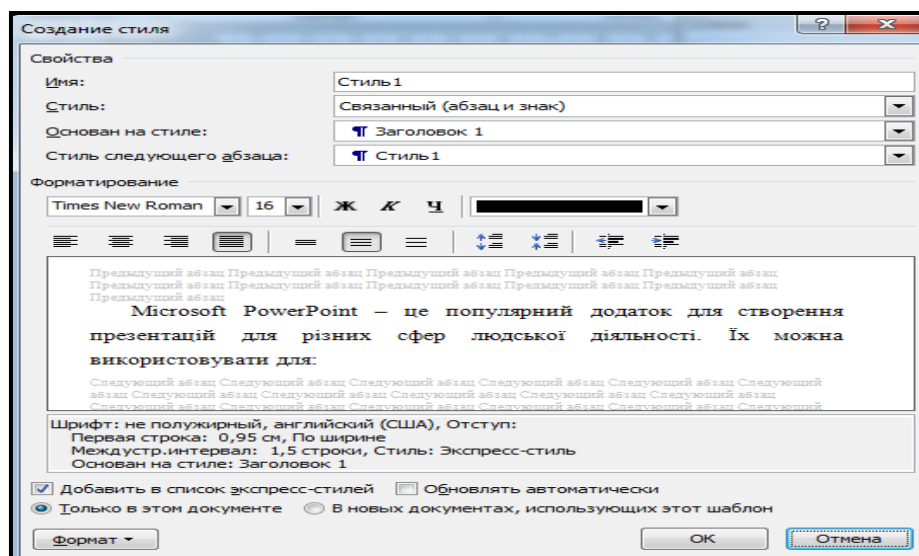 Создание стиля
Свойства
Имя: Стиль1
Стиль: Связанный (абзац и знак)
Основан на стиле: ¶ Заголовок 1
Стиль следующего абзаца: ¶ Стиль1
Форматирование
Times New Roman 16 Ж К Ч
Предыдущий абзац Предыдущий абзац Предыдущий абзац Предыдущий абзац Предыдущий абзац
Предыдущий абзац Предыдущий абзац Предыдущий абзац Предыдущий абзац Предыдущий абзац
Предыдущий абзац
Microsoft PowerPoint – це популярний додаток для створення
презентацій для різних сфер людської діяльності. Їх можна
використовувати для:
Следующий абзац Следующий абзац Следующий абзац Следующий абзац Следующий
абзац Следующий абзац Следующий абзац Следующий абзац Следующий абзац
Следующий абзац Следующий абзац Следующий абзац Следующий абзац Следующий
Шрифт: не полужирный, английский (США), Отступ:
Первая строка: 0,95 см, По ширине
Междустр.интервал: 1,5 строки, Стиль: Экспресс-стиль
Основан на стиле: Заголовок 1
Добавить в список экспресс-стилей Обновлять автоматически
Только в этом документе В новых документах, использующих этот шаблон
Формат OK Отмена